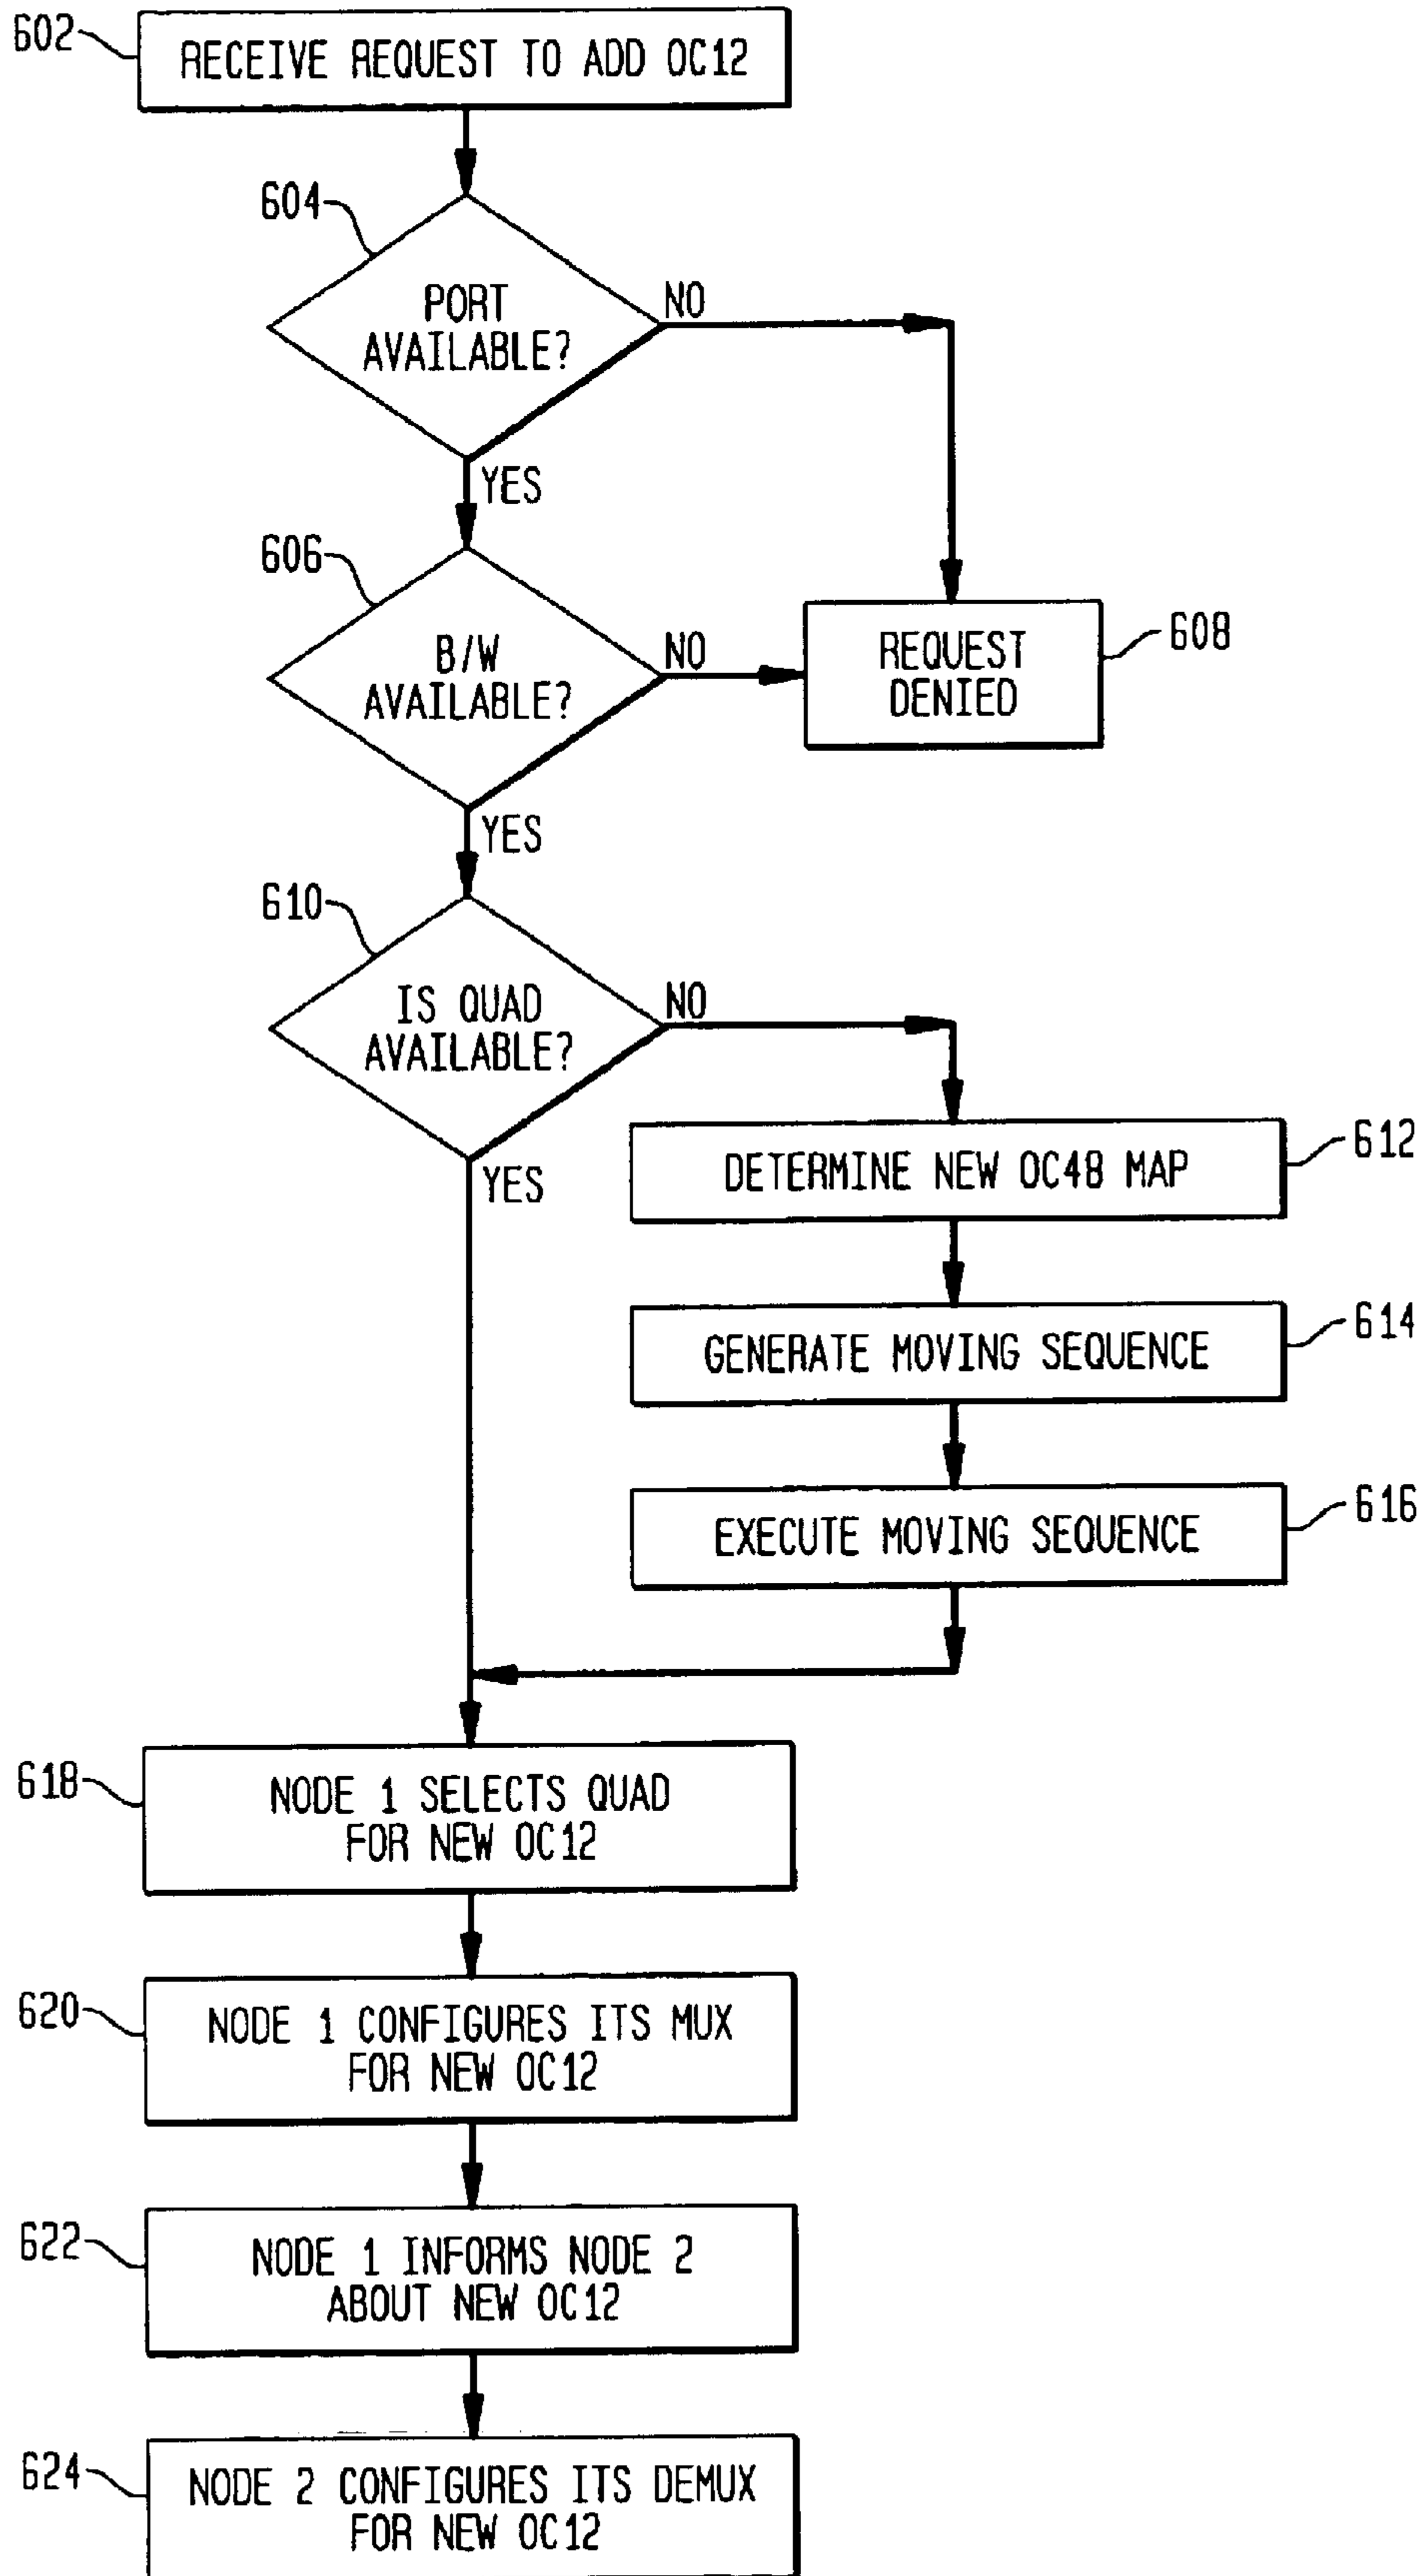 602
RECEIVE REQUEST TO ADD OC12
604
PORT
AVAILABLE?
NO
YES
606
B/W
AVAILABLE?
NO
REQUEST
DENIED
608
YES
610
IS QUAD
AVAILABLE?
NO
YES
DETERMINE NEW OC48 MAP
612
GENERATE MOVING SEQUENCE
614
EXECUTE MOVING SEQUENCE
616
618
NODE 1 SELECTS QUAD
FOR NEW OC12
620
NODE 1 CONFIGURES ITS MUX
FOR NEW OC12
622
NODE 1 INFORMS NODE 2
ABOUT NEW OC12
624
NODE 2 CONFIGURES ITS DEMUX
FOR NEW OC12